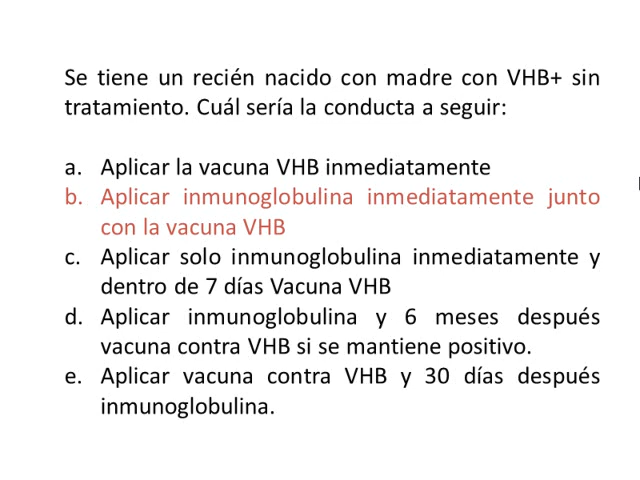 Se tiene un recién nacido con madre con VHB+ sin
tratamiento. Cuál sería la conducta a seguir:
a. Aplicar la vacuna VHB inmediatamente
b. Aplicar inmunoglobulina inmediatamente junto
con la vacuna VHB
c. Aplicar solo inmunoglobulina inmediatamente y
dentro de 7 días Vacuna VHB
d. Aplicar inmunoglobulina y 6 meses después
vacuna contra VHB si se mantiene positivo.
e. Aplicar vacuna contra VHB y 30 días después
inmunoglobulina.